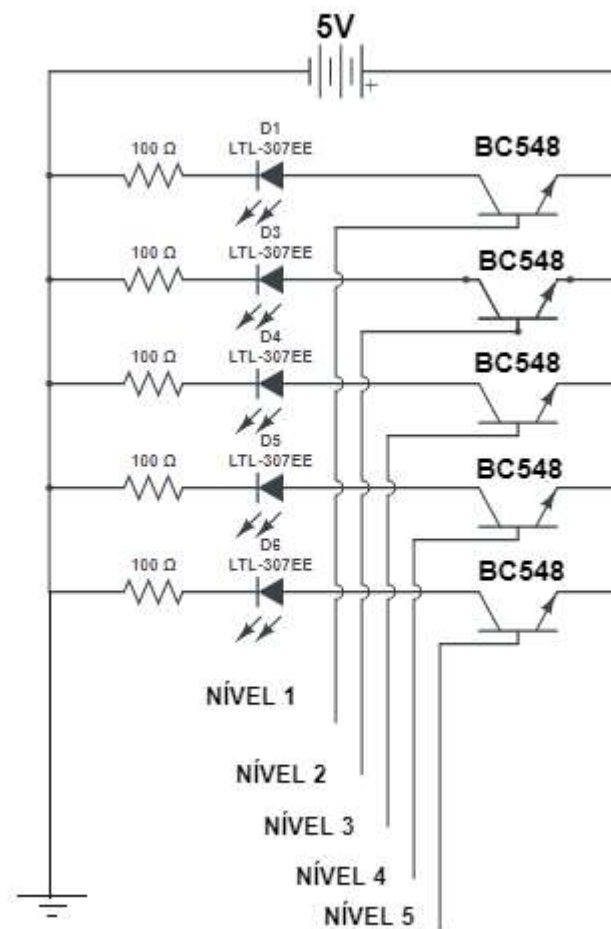 5V
+
D1
100 Ω
LTL-307EE
BC548
D3
100 Ω
LTL-307EE
BC548
D4
100 Ω
LTL-307EE
BC548
D5
100 Ω
LTL-307EE
BC548
D6
100 Ω
LTL-307EE
BC548
NÍVEL 1
NÍVEL 2
NÍVEL 3
NÍVEL 4
NÍVEL 5